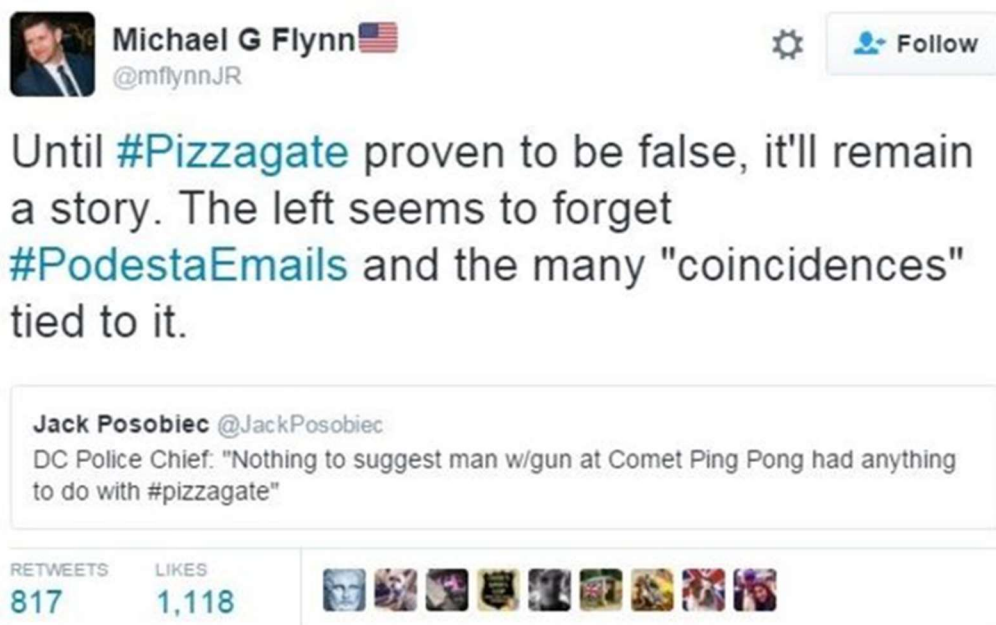 Michael G Flynn🇺🇸
@mflynnJR
Follow
Until #Pizzagate proven to be false, it'll remain
a story. The left seems to forget
#PodestaEmails and the many "coincidences"
tied to it.
Jack Posobiec @JackPosobiec
DC Police Chief: "Nothing to suggest man w/gun at Comet Ping Pong had anything
to do with #pizzagate"
RETWEETS LIKES
817 1,118